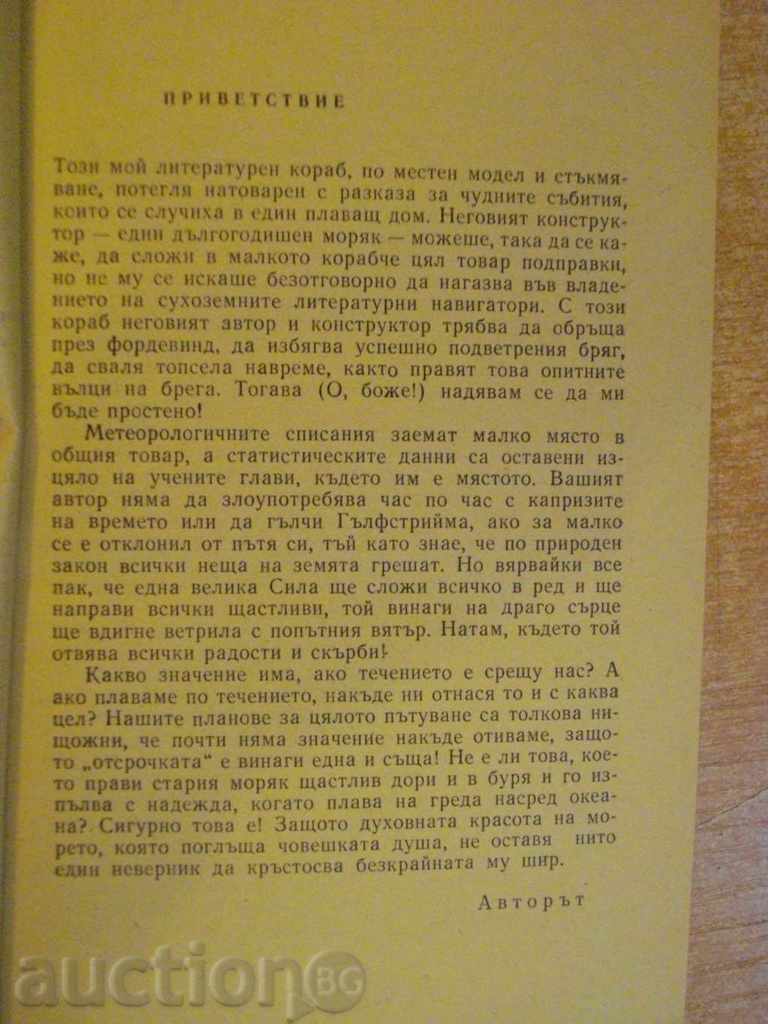 ПРИВЕТСТВИЕ
Този мой литературен кораб, по местен модел и стъкмя-
ване, потегля натоварен с разказа за чудните събития,
които се случиха в един плаващ дом. Неговият конструк-
тор — един дългогодишен моряк — можеше, така да се ка-
же, да сложи в малкото корабче цял товар подправки,
но не му се искаше безотговорно да нагазва във владе-
нието на сухоземните литературни навигатори. С този
кораб неговият автор и конструктор трябва да обръща
през фордевинд, да избягва успешно подветрения бряг,
да сваля топсела навреме, както правят това опитните
вълци на брега. Тогава (О, боже!) надявам се да ми
бъде простено!
Метеорологичните списания заемат малко място в
общия товар, а статистическите данни са оставени из-
цяло на учените глави, където им е мястото. Вашият
автор няма да злоупотребява час по час с капризите
на времето или да гълчи Гълфстрийма, ако за малко
се е отклонил от пътя си, тъй като знае, че по природен
закон всички неща на земята грешат. Но вярвайки все
пак, че една велика Сила ще сложи всичко в ред и ще
направи всички щастливи, той винаги на драго сърце
ще вдигне ветрила с попътния вятър. Натам, където той
отвява всички радости и скърби!
Какво значение има, ако течението е срещу нас? А
ако плаваме по течението, накъде ни отнася то и с каква
цел? Нашите планове за цялото пътуване са толкова ни-
щожни, че почти няма значение накъде отиваме, защо-
то „отсрочката“ е винаги една и съща! Не е ли това, кое-
то прави стария моряк щастлив дори и в буря и го из-
пълва с надежда, когато плава на греда насред океа-
на? Сигурно това е! Защото духовната красота на мо-
рето, която поглъща човешката душа, не оставя нито
един неверник да кръстосва безкрайната му шир.
Авторът
auction BG